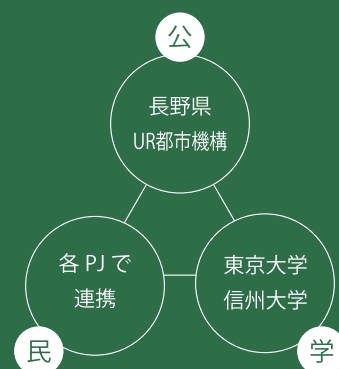 公
長野県
UR都市機構
各PJで
連携
民
東京大学
信州大学
学